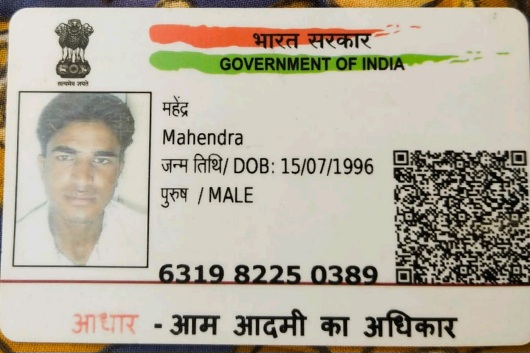 भारत सरकार
GOVERNMENT OF INDIA
सत्यमेव जयते
महेंद्र
Mahendra
जन्म तिथि/ DOB: 15/07/1996
पुरुष / MALE
6319 8225 0389
आधार - आम आदमी का अधिकार